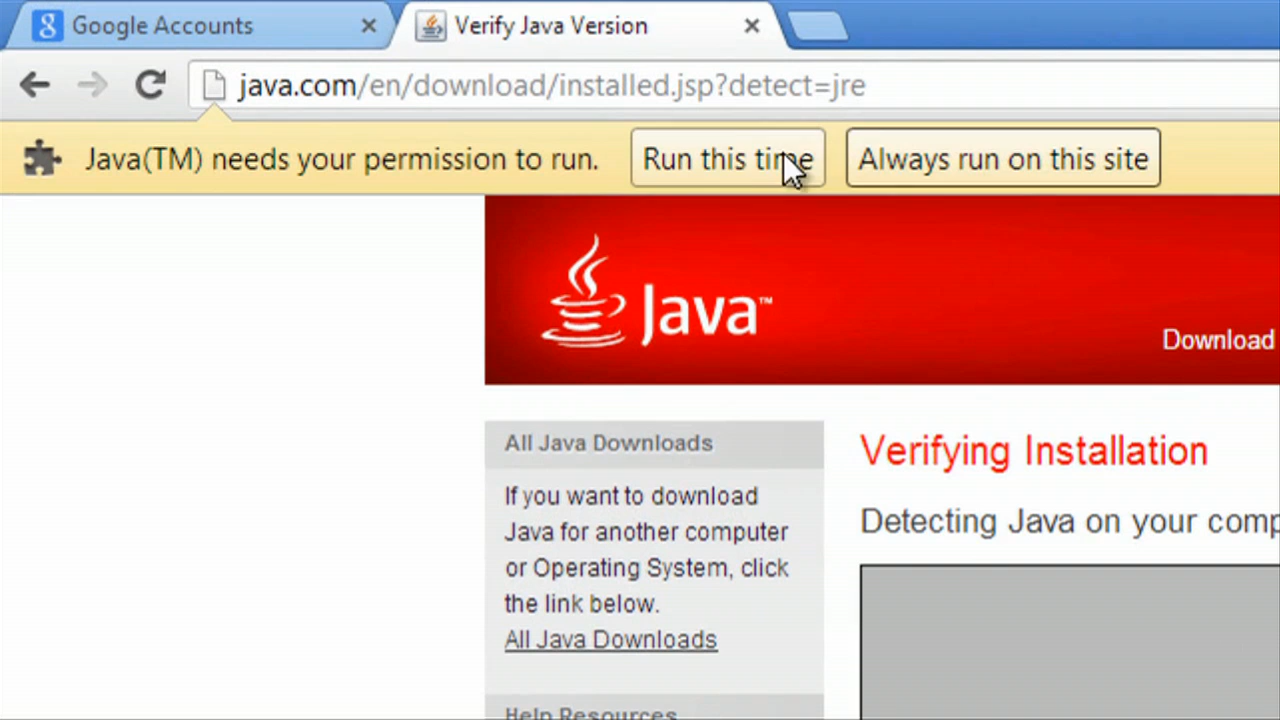 Google Accounts
Verify Java Version
java.com/en/download/installed.jsp?detect=jre
Java(TM) needs your permission to run.
Run this time
Always run on this site
Java™
Download
All Java Downloads
If you want to download
Java for another computer
or Operating System, click
the link below.
All Java Downloads
Help Resources
Verifying Installation
Detecting Java on your comp